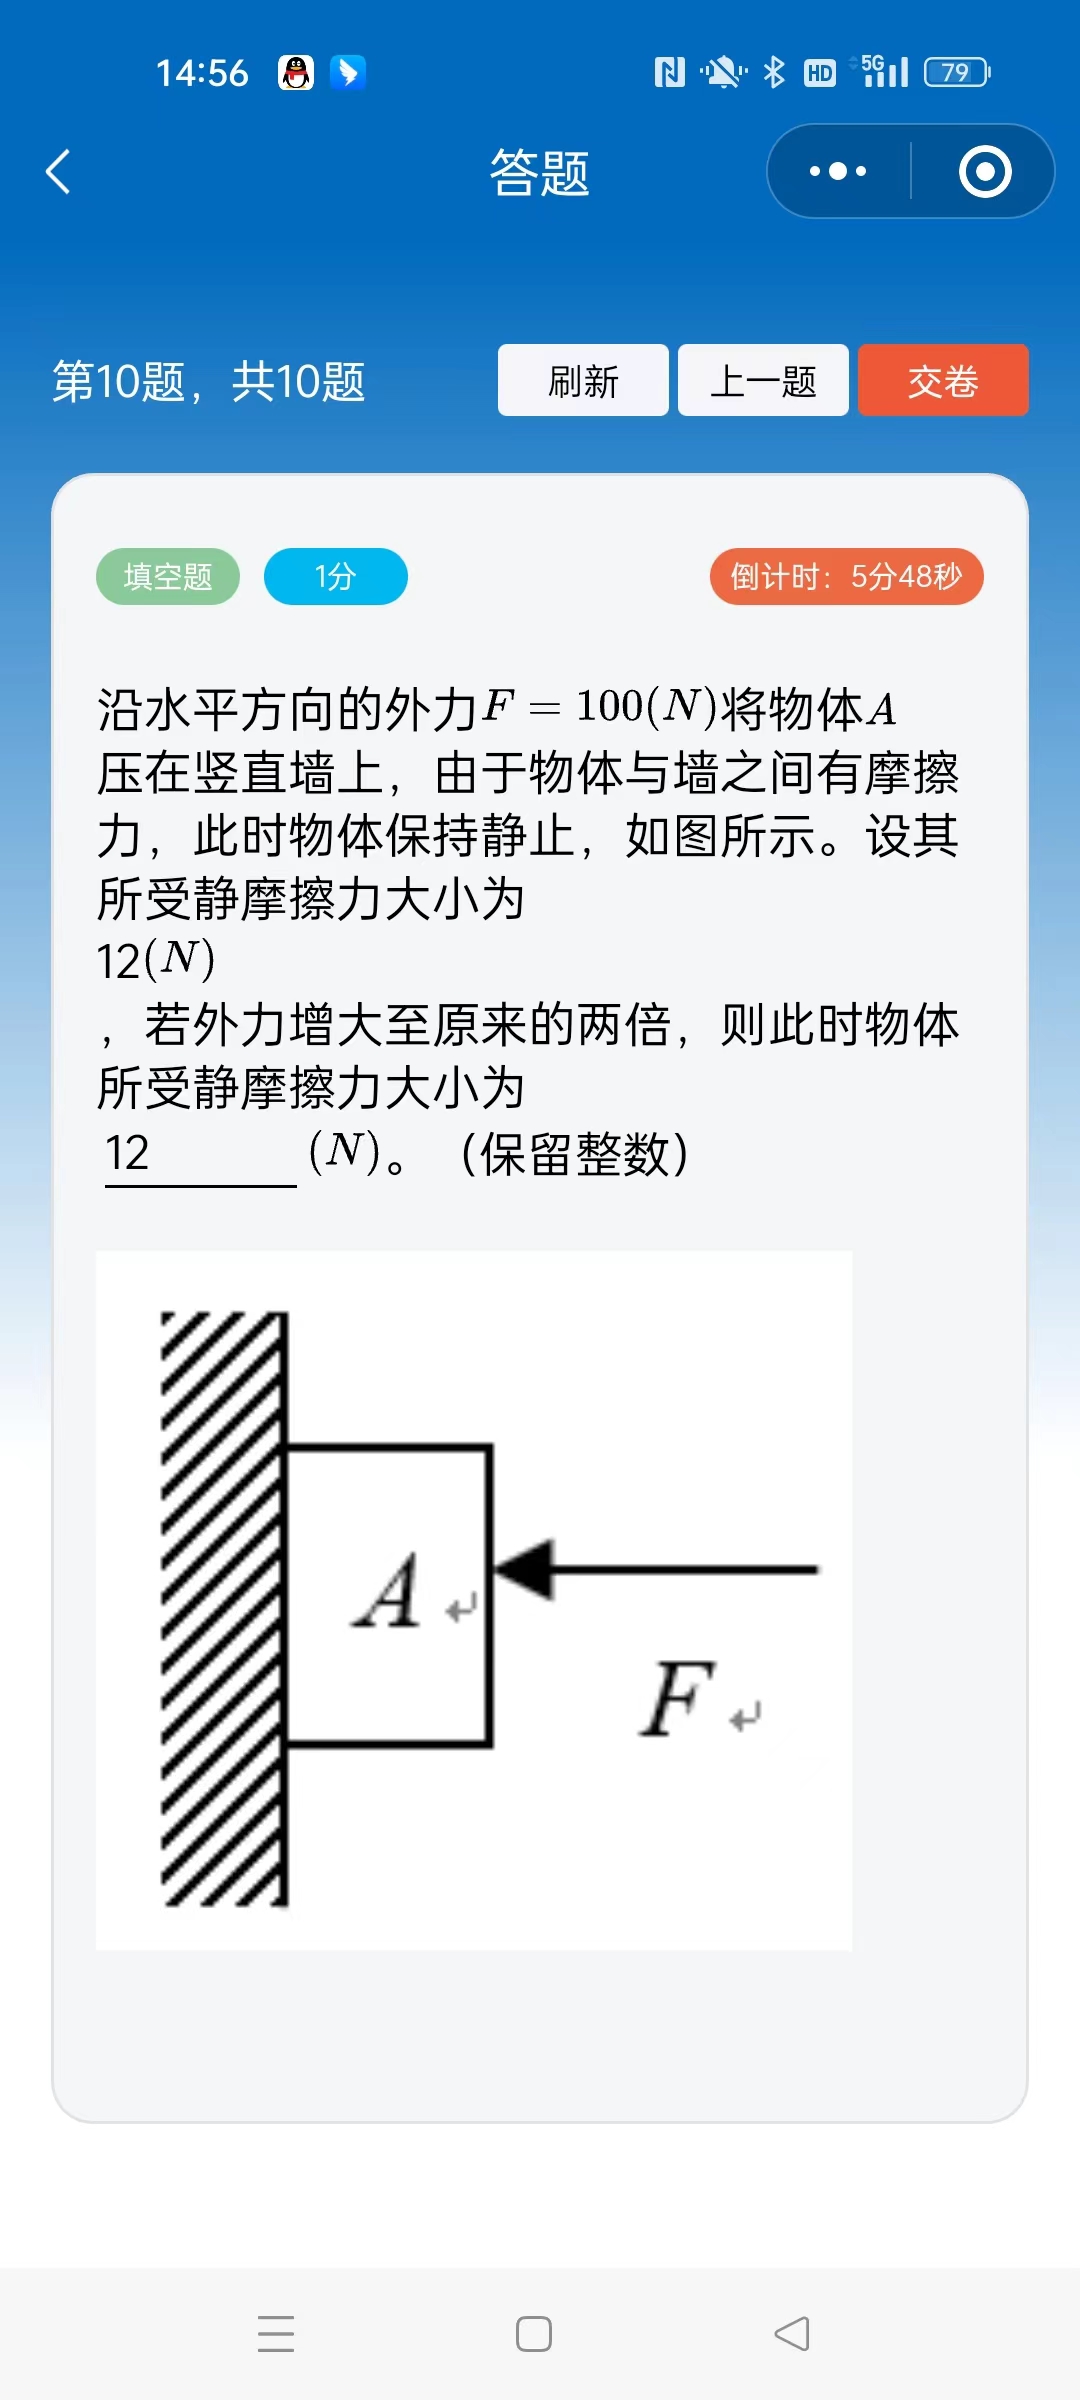 14:56
HD 5G 79
答题
第10题，共10题
刷新 上一题 交卷
填空题 1分 倒计时：5分48秒
沿水平方向的外力F = 100(N)将物体A
压在竖直墙上，由于物体与墙之间有摩擦
力，此时物体保持静止，如图所示。设其
所受静摩擦力大小为
12(N)
，若外力增大至原来的两倍，则此时物体
所受静摩擦力大小为
12 (N)。（保留整数）
A
F